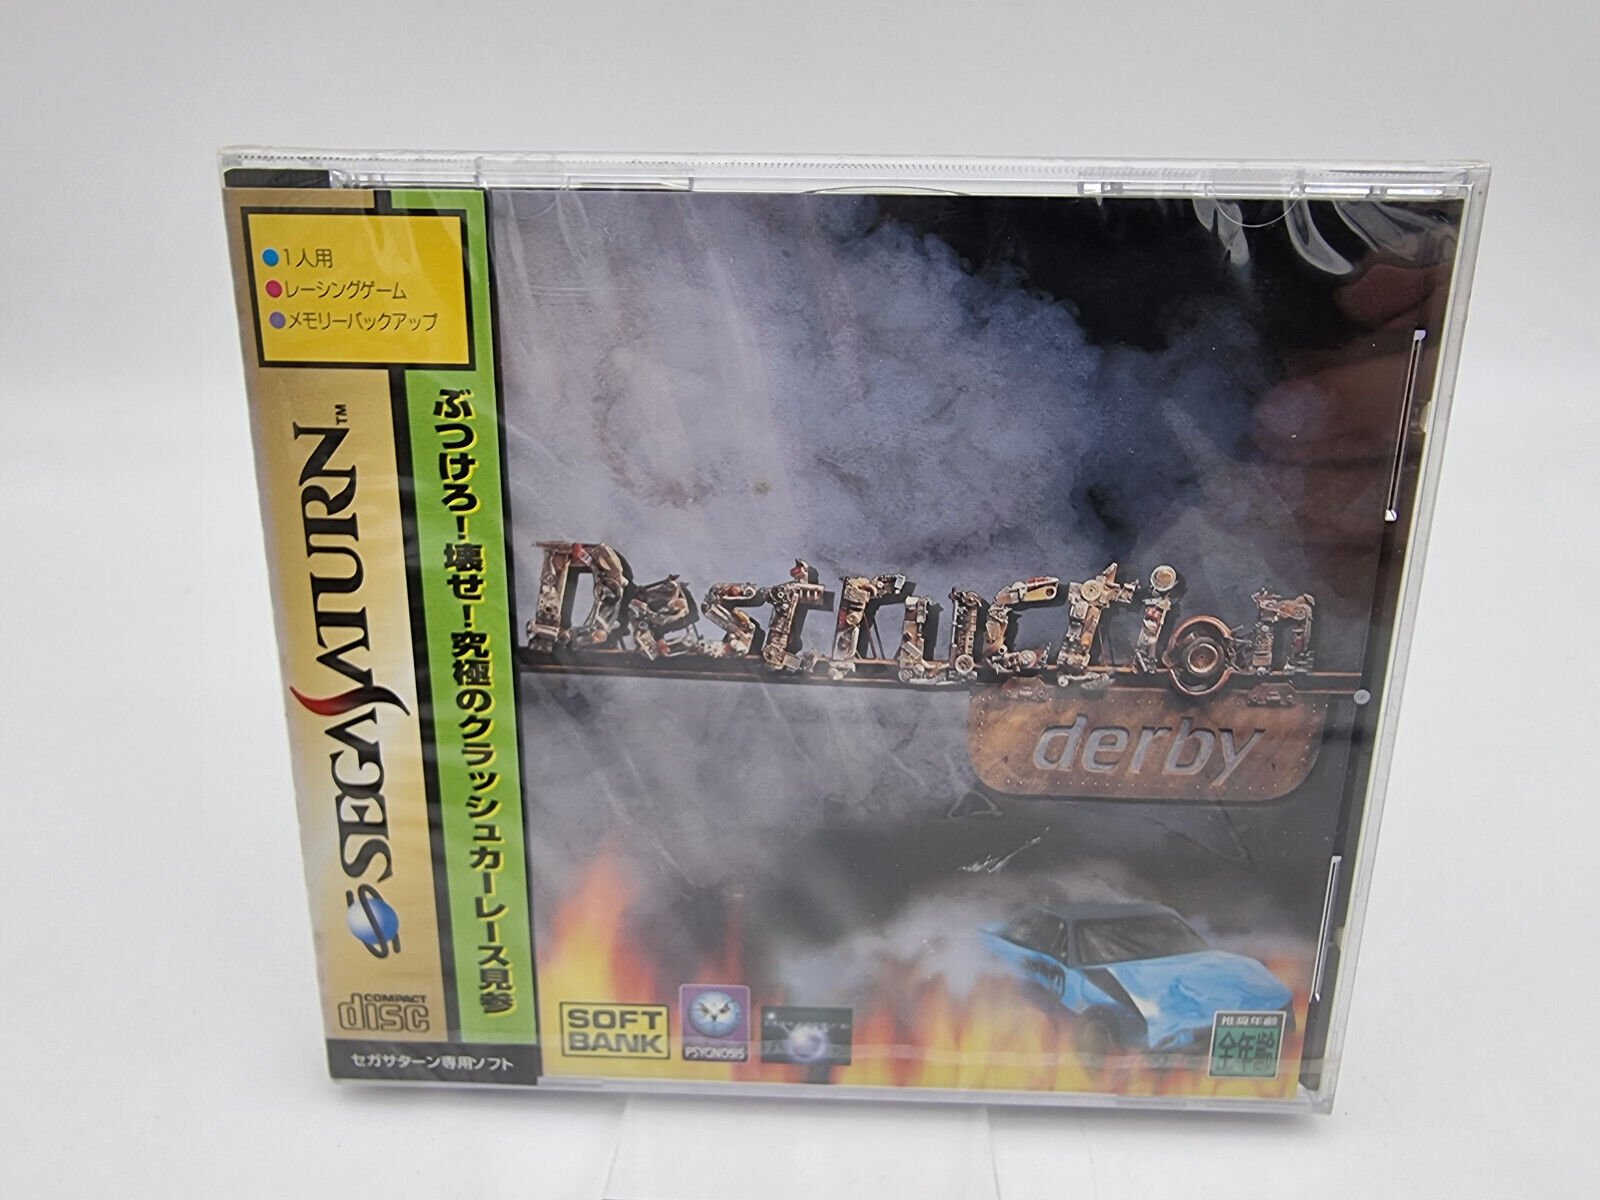 1人用
レーシングゲーム
メモリーバックアップ
SEGA SATURN™
ぶつけろ!壊せ!究極のクラッシュカーレース見参
COMPACT
disc
セガサターン専用ソフト
Destruction
derby
SOFT
BANK
PSYGNOSIS
推奨年齢
全年齢